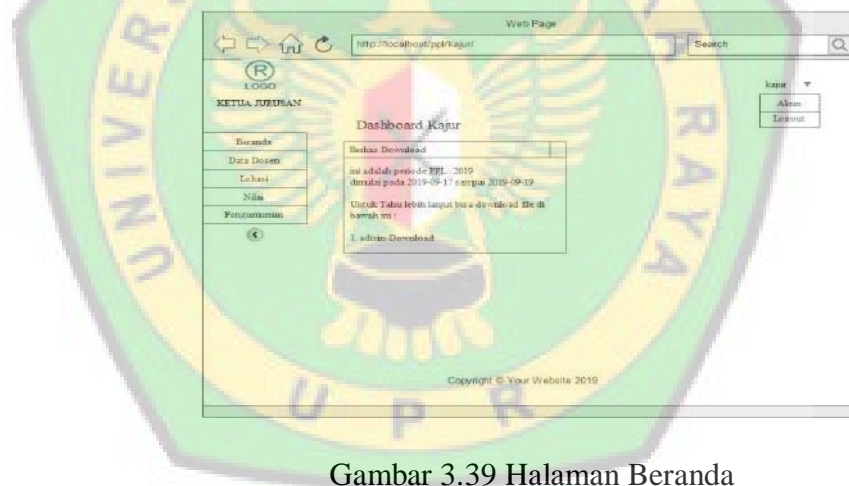 Web Page
http://localhost/ppl/kajur/
Search
R
LOGO
KETUA JURUSAN
kajur
Akun
Logout
Dashboard Kajur
Beranda
Data Dosen
Lokasi
Nilai
Pengumuman
Berkas Download
ini adalah periode PPL : 2019
dimulai pada 2019-09-17 sampai 2019-09-19
Untuk Tahu lebih lanjut bisa download file di
bawah ini :
1. admin-Download
Copyright © Your Website 2019
UNIVER RAYA
UPR
Gambar 3.39 Halaman Beranda